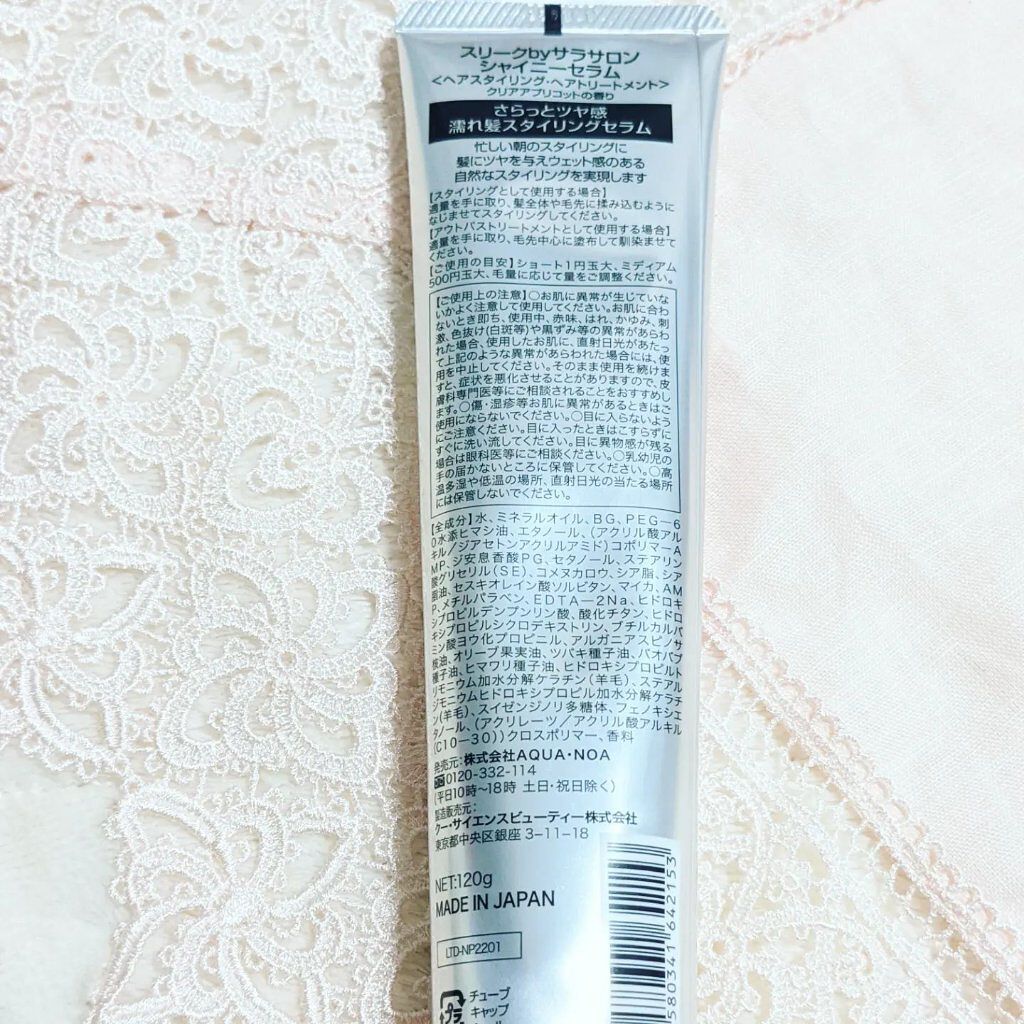 スリークbyサラサロン
シャイニーセラム
<ヘアスタイリング・ヘアトリートメント>
クリアアプリコットの香り
さらっとツヤ感
濡れ髪スタイリングセラム
忙しい朝のスタイリングに
髪にツヤを与えウェット感のある
自然なスタイリングを実現します
【スタイリングとして使用する場合】
適量を手に取り、髪全体や毛先に揉み込むように
なじませてスタイリングしてください。
【アウトバストリートメントとして使用する場合】
適量を手に取り、毛先中心に塗布して馴染ませて
ください。
【ご使用の目安】ショート1円玉大、ミディアム
500円玉大、毛量に応じて量をご調整ください。
【ご使用上の注意】○お肌に異常が生じていな
いかよく注意して使用してください。お肌に合わ
ないとき即ち、使用中、赤味、はれ、かゆみ、刺
激、色抜け(白斑等)や黒ずみ等の異常があらわ
れた場合、使用したお肌に、直射日光があたっ
て上記のような異常があらわれた場合には、使
用を中止してください。そのまま使用を続けま
すと、症状を悪化させることがありますので、皮
膚科専門医等にご相談されることをおすすめし
ます。○傷・湿疹等お肌に異常があるときはご
使用にならないでください。○目に入らないよう
にご注意ください。目に入ったときはこすらずに
すぐに洗い流してください。目に異物感が残る
場合は眼科医等にご相談ください。○乳幼児の
手の届かないところに保管してください。○高
温多湿や低温の場所、直射日光の当たる場所
には保管しないでください。
【全成分】水、ミネラルオイル、BG、PEG−6
0水添ヒマシ油、エタノール、(アクリル酸アル
キル/ジアセトンアクリルアミド)コポリマーA
MP、ジ安息香酸PG、セタノール、ステアリン
酸グリセリル(SE)、コメヌカロウ、シア脂、シア
脂油、セスキオレイン酸ソルビタン、マイカ、AM
P、メチルパラベン、EDTA−2Na、ヒドロキ
シプロピルデンプンリン酸、酸化チタン、ヒドロ
キシプロピルシクロデキストリン、ブチルカルバ
ミン酸ヨウ化プロピニル、アルガニアスピノサ
核油、オリーブ果実油、ツバキ種子油、バオバブ
種子油、ヒマワリ種子油、ヒドロキシプロピルト
リモニウム加水分解ケラチン(羊毛)、ステアル
ジモニウムヒドロキシプロピル加水分解ケラチ
ン(羊毛)、スイゼンジノリ多糖体、フェノキシエ
タノール、(アクリレーツ/アクリル酸アルキル
(C10−30))クロスポリマー、香料
発売元:株式会社AQUA・NOA
0120-332-114
(平日10時〜18時 土日・祝日除く)
製造販売元:
クー・サイエンスビューティー株式会社
東京都中央区銀座 3-11-18
NET:120g
MADE IN JAPAN
LTD-NP2201
5 80341 642153
プラ
チューブ
キャップ